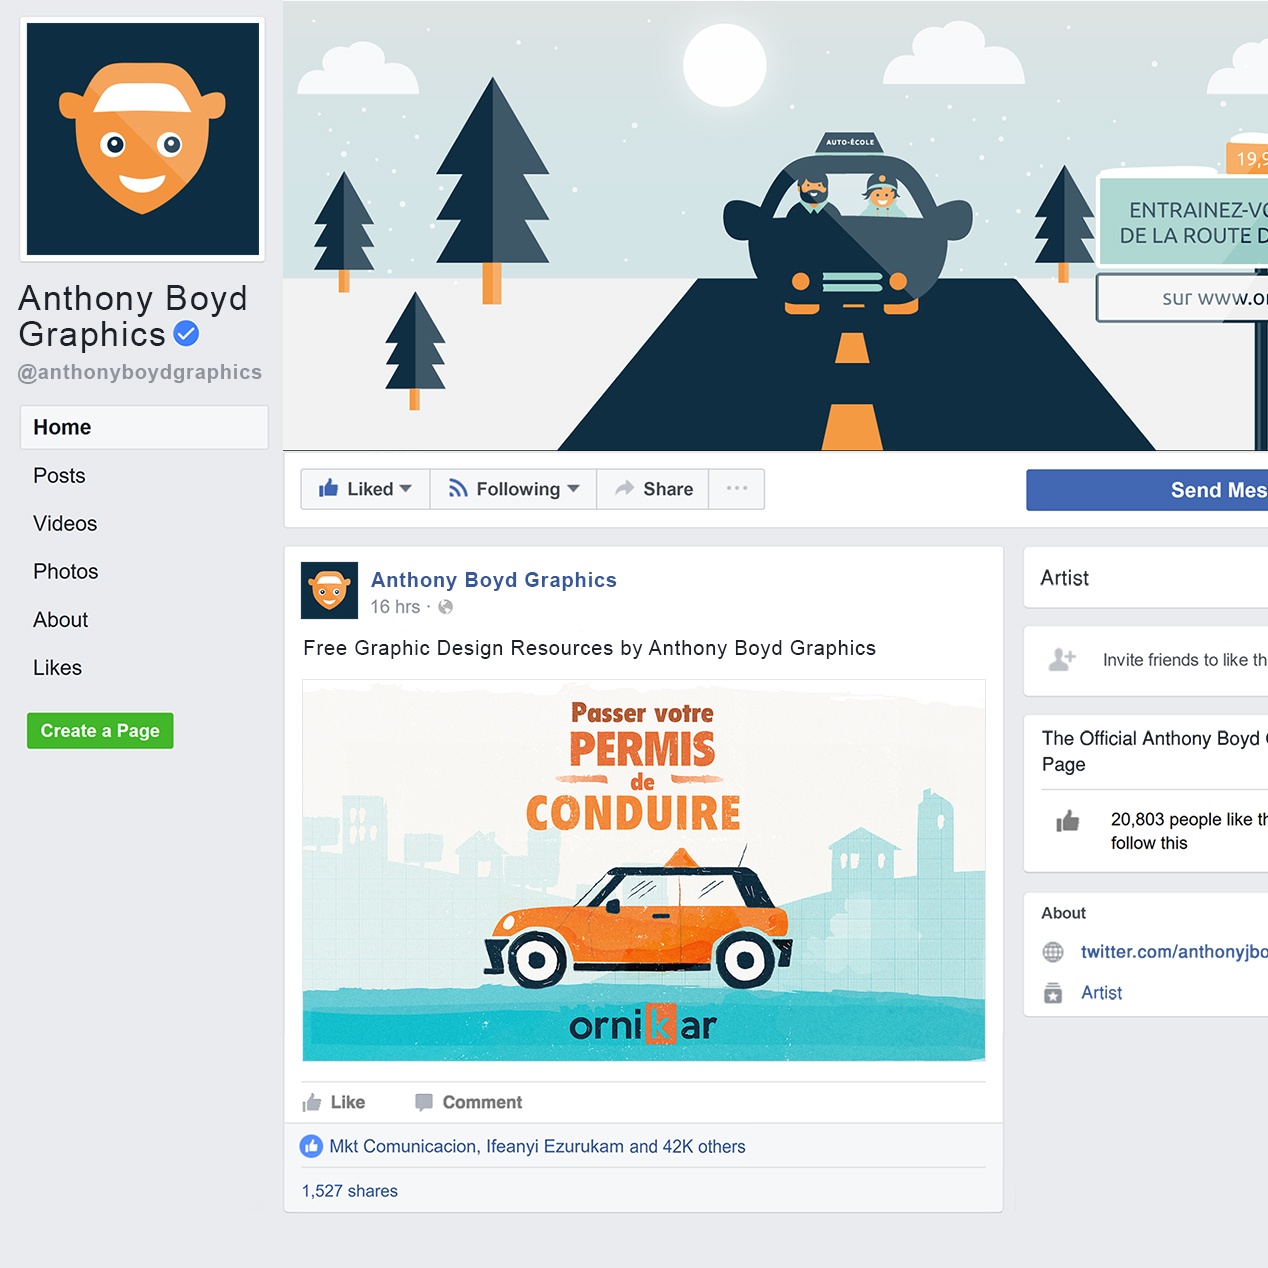 Anthony Boyd
Graphics
@anthonyboydgraphics
Home
Posts
Videos
Photos
About
Likes
Create a Page
AUTO-ÉCOLE
19,9
ENTRAINEZ-VO
DE LA ROUTE D
sur www.or
Liked
Following
Share
Send Mes
Anthony Boyd Graphics
16 hrs ·
Free Graphic Design Resources by Anthony Boyd Graphics
Passer votre
PERMIS
de
CONDUIRE
ornikar
Like
Comment
Mkt Comunicacion, Ifeanyi Ezurukam and 42K others
1,527 shares
Artist
Invite friends to like th
The Official Anthony Boyd
Page
20,803 people like th
follow this
About
twitter.com/anthonyjbo
Artist